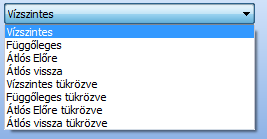 Vízszintes
Vízszintes
Függőleges
Átlós Előre
Átlós vissza
Vízszintes tükrözve
Függőleges tükrözve
Átlós Előre tükrözve
Átlós vissza tükrözve